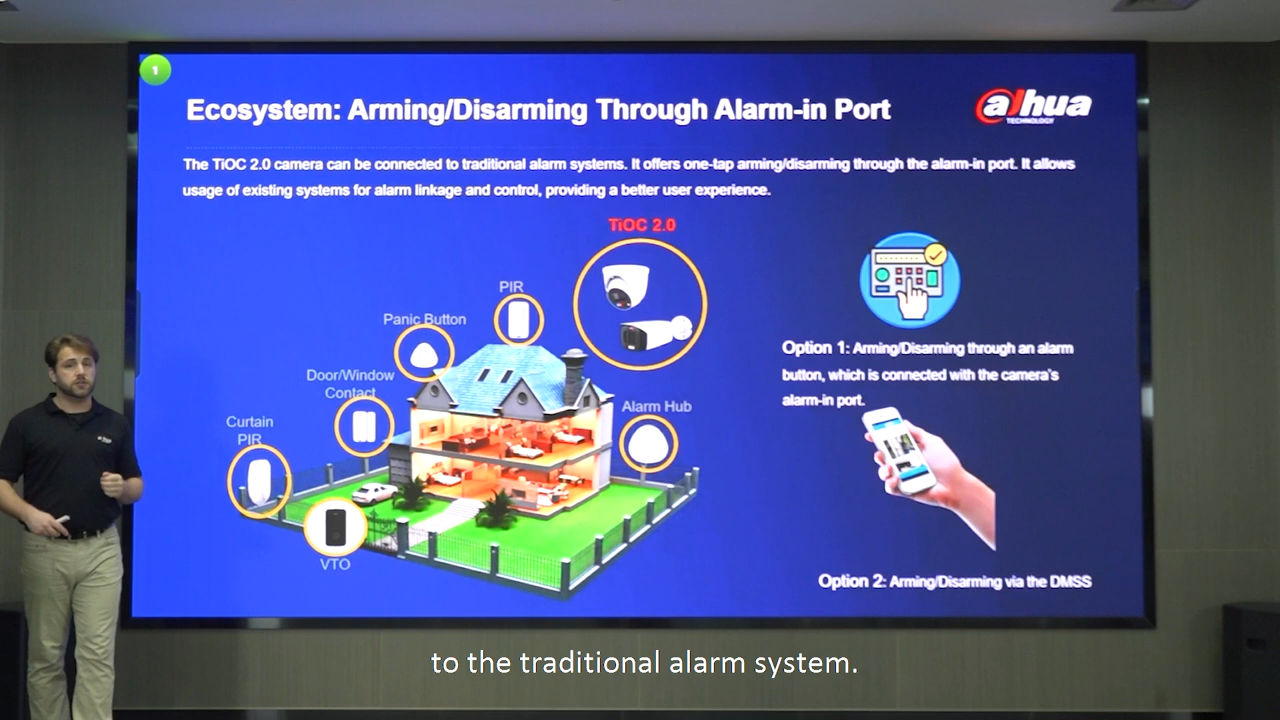 1
Ecosystem: Arming/Disarming Through Alarm-in Port
alhua
TECHNOLOGY
The TiOC 2.0 camera can be connected to traditional alarm systems. It offers one-tap arming/disarming through the alarm-in port. It allows
usage of existing systems for alarm linkage and control, providing a better user experience.
TiOC 2.0
PIR
Panic Button
Door/Window
Contact
Curtain
PIR
Alarm Hub
VTO
Option 1: Arming/Disarming through an alarm
button, which is connected with the camera's
alarm-in port.
Option 2: Arming/Disarming via the DMSS
to the traditional alarm system.